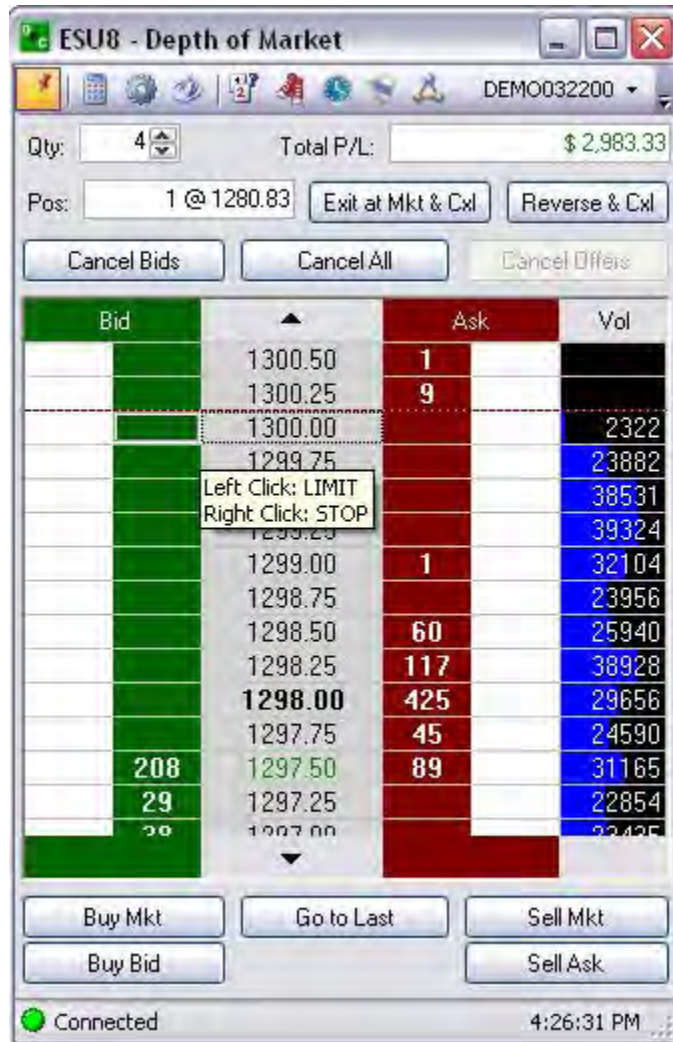 ESU8 - Depth of Market
DEMO032200
Qty: 4 Total P/L: $ 2,983.33
Pos: 1 @ 1280.83 Exit at Mkt & Cxl Reverse & Cxl
Cancel Bids Cancel All Cancel Offers
Bid Ask Vol
1300.50 1
1300.25 9
1300.00 2322
1299.75 23882
Left Click: LIMIT 38531
Right Click: STOP
1299.25 39324
1299.00 1 32104
1298.75 23956
1298.50 60 25940
1298.25 117 38928
1298.00 425 29656
1297.75 45 24590
208 1297.50 89 31165
29 1297.25 22854
1297.00
Buy Mkt Go to Last Sell Mkt
Buy Bid Sell Ask
Connected 4:26:31 PM